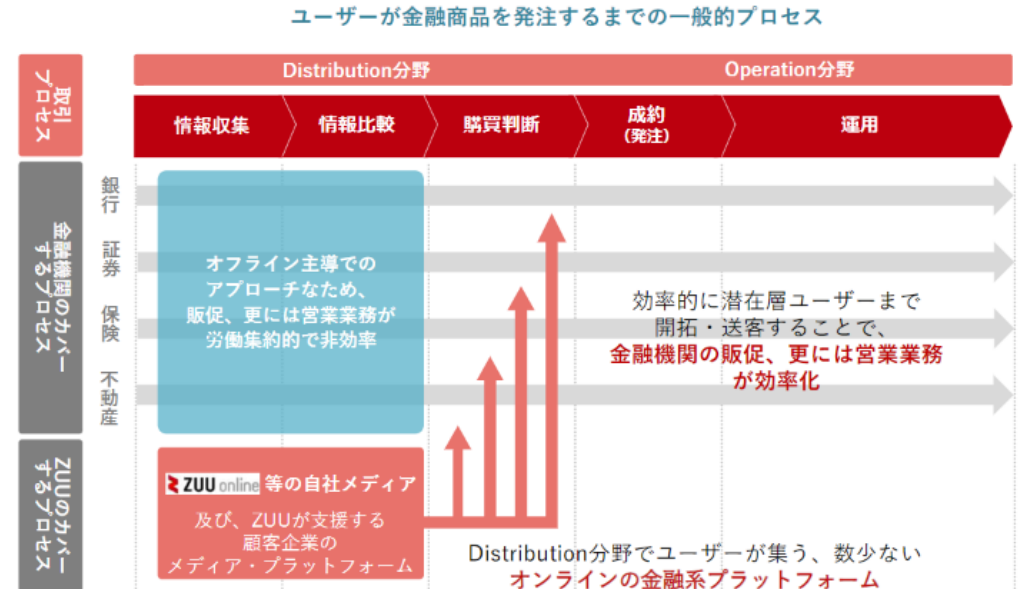 ユーザーが金融商品を発注するまでの一般的プロセス
取引
プロセス
Distribution分野
Operation分野
情報収集
情報比較
購買判断
成約
（発注）
運用
金融機関のカバー
するプロセス
銀行
証券
保険
不動産
オフライン主導での
アプローチなため、
販促、更には営業業務が
労働集約的で非効率
効率的に潜在層ユーザーまで
開拓・送客することで、
金融機関の販促、更には営業業務
が効率化
ZUUのカバー
するプロセス
ZUU online 等の自社メディア
及び、ZUUが支援する
顧客企業の
メディア・プラットフォーム
Distribution分野でユーザーが集う、数少ない
オンラインの金融系プラットフォーム